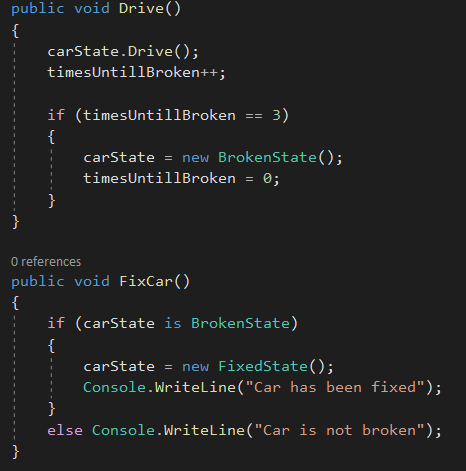 public void Drive()
{
carState.Drive();
timesUntillBroken++;
if (timesUntillBroken == 3)
{
carState = new BrokenState();
timesUntillBroken = 0;
}
}
0 references
public void FixCar()
{
if (carState is BrokenState)
{
carState = new FixedState();
Console.WriteLine("Car has been fixed");
}
else Console.WriteLine("Car is not broken");
}